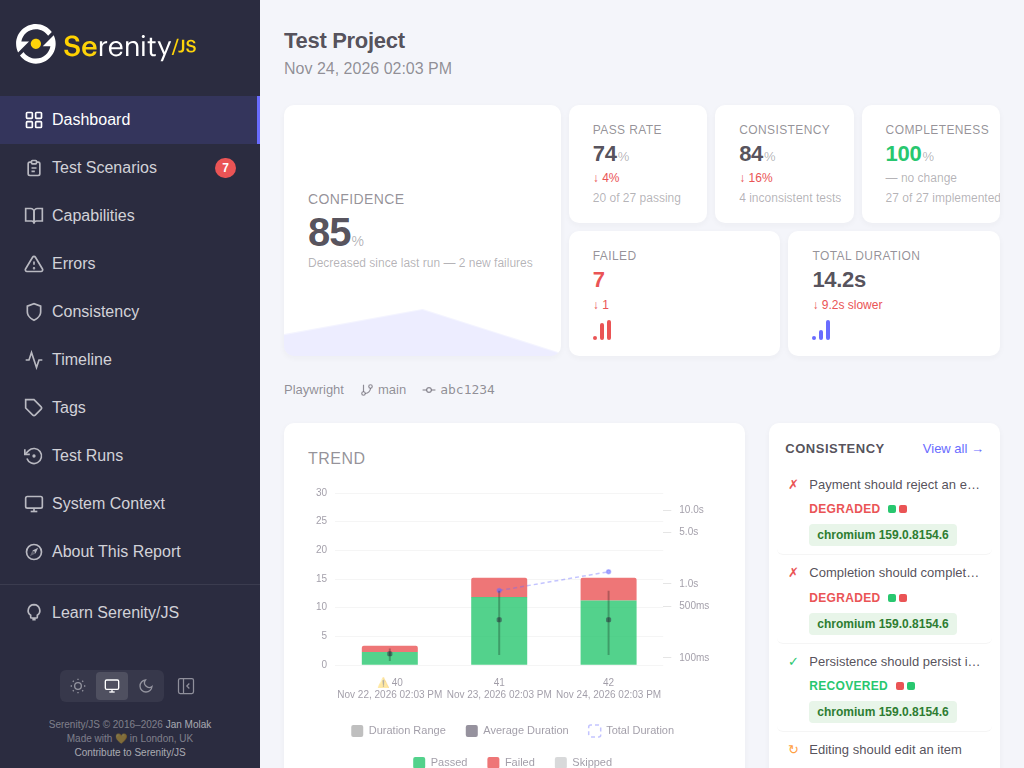 Serenity/JS
Dashboard
Test Scenarios 7
Capabilities
Errors
Consistency
Timeline
Tags
Test Runs
System Context
About This Report
Learn Serenity/JS
Serenity/JS © 2016–2026 Jan Molak
Made with 💛 in London, UK
Contribute to Serenity/JS
Test Project
Nov 24, 2026 02:03 PM
CONFIDENCE
85%
Decreased since last run — 2 new failures
PASS RATE
74%
↓ 4%
20 of 27 passing
CONSISTENCY
84%
↓ 16%
4 inconsistent tests
COMPLETENESS
100%
— no change
27 of 27 implemented
FAILED
7
↓ 1
TOTAL DURATION
14.2s
↓ 9.2s slower
Playwright main abc1234
TREND
30
25
20
15
10
5
0
10.0s
5.0s
1.0s
500ms
100ms
⚠️ 40
Nov 22, 2026 02:03 PM
41
Nov 23, 2026 02:03 PM
42
Nov 24, 2026 02:03 PM
Duration Range Average Duration Total Duration
Passed Failed Skipped
CONSISTENCY View all →
✗ Payment should reject an e…
DEGRADED
chromium 159.0.8154.6
✗ Completion should complet…
DEGRADED
chromium 159.0.8154.6
✓ Persistence should persist i…
RECOVERED
chromium 159.0.8154.6
↻ Editing should edit an item